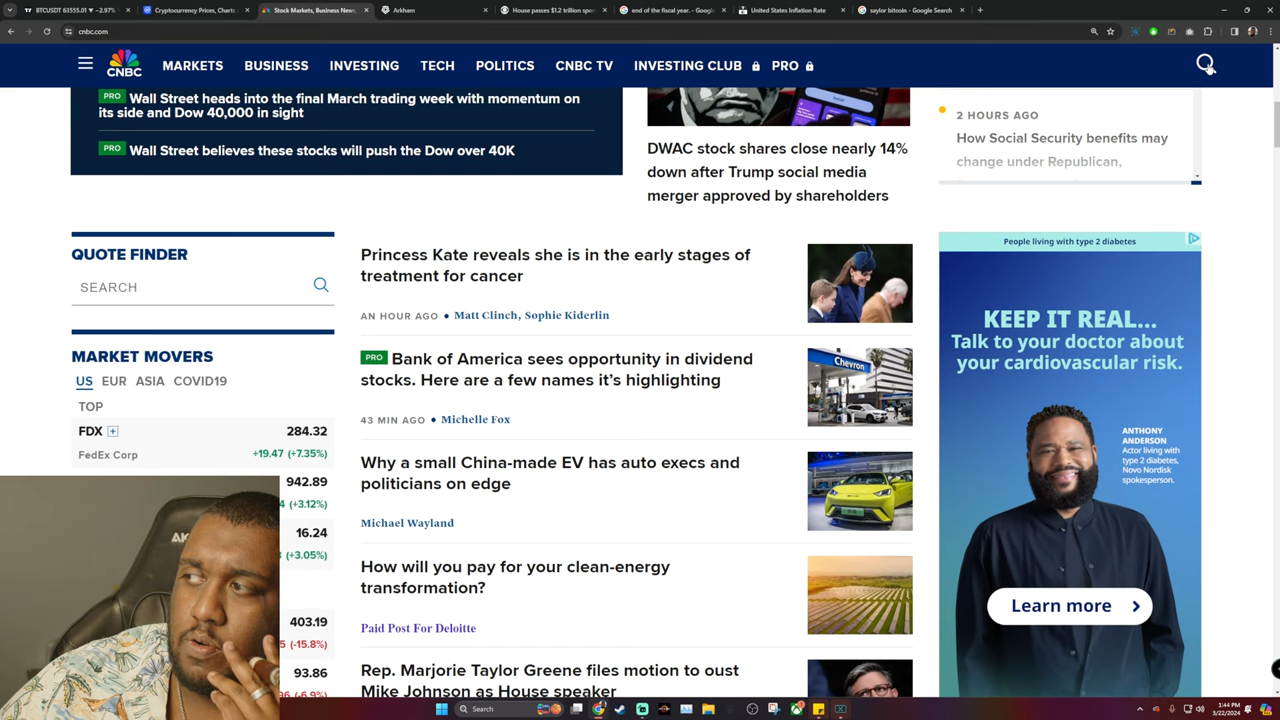 BTCUSDT 63555.01 ▼ −2.97%
Cryptocurrency Prices, Charts
Stock Markets, Business News,
Arkham
House passes $1.2 trillion spen
end of the fiscal year. - Google
United States Inflation Rate
saylor bitcoin - Google Search
cnbc.com
CNBC
MARKETS BUSINESS INVESTING TECH POLITICS CNBC TV INVESTING CLUB PRO
PRO Wall Street heads into the final March trading week with momentum on
its side and Dow 40,000 in sight
PRO Wall Street believes these stocks will push the Dow over 40K
DWAC stock shares close nearly 14%
down after Trump social media
merger approved by shareholders
2 HOURS AGO
How Social Security benefits may
change under Republican,
QUOTE FINDER
SEARCH
MARKET MOVERS
US EUR ASIA COVID19
TOP
FDX + 284.32
FedEx Corp +19.47 (+7.35%)
942.89
4 (+3.12%)
16.24
(+3.05%)
403.19
5 (-15.8%)
93.86
96 (-6.9%)
AK
Princess Kate reveals she is in the early stages of
treatment for cancer
AN HOUR AGO • Matt Clinch, Sophie Kiderlin
PRO Bank of America sees opportunity in dividend
stocks. Here are a few names it's highlighting
43 MIN AGO • Michelle Fox
Chevron
Why a small China-made EV has auto execs and
politicians on edge
Michael Wayland
How will you pay for your clean-energy
transformation?
Paid Post For Deloitte
Rep. Marjorie Taylor Greene files motion to oust
Mike Johnson as House speaker
People living with type 2 diabetes
KEEP IT REAL...
Talk to your doctor about
your cardiovascular risk.
ANTHONY
ANDERSON
Actor living with
type 2 diabetes,
Novo Nordisk
spokesperson.
Learn more
Search
1:44 PM
3/22/2024